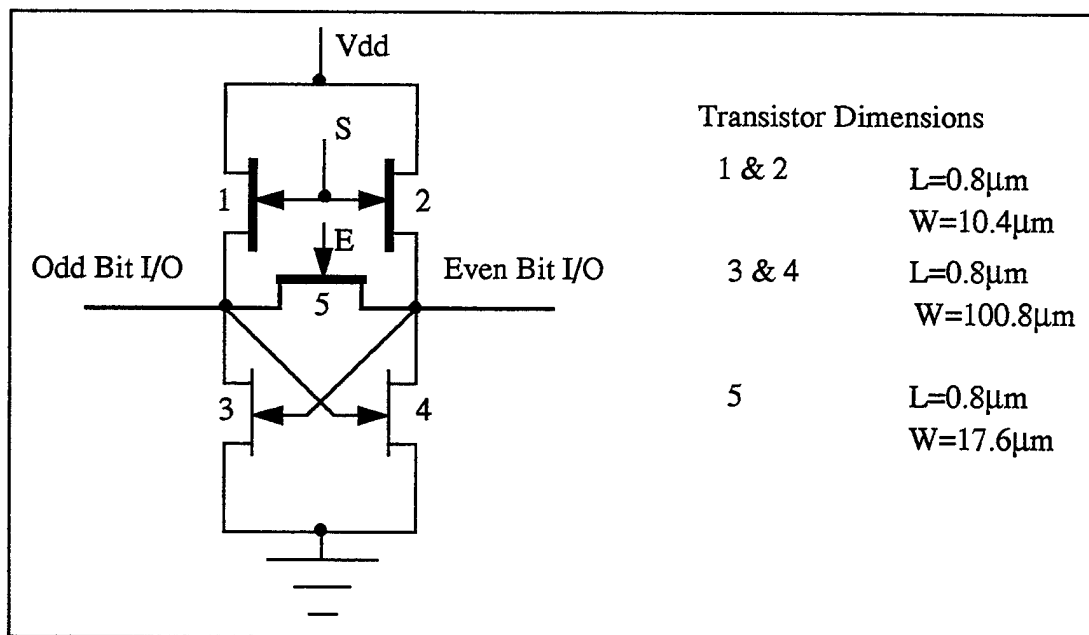 Vdd
S
1
2
E
Odd Bit I/O
Even Bit I/O
5
3
4
Transistor Dimensions
1 & 2
L=0.8μm
W=10.4μm
3 & 4
L=0.8μm
W=100.8μm
5
L=0.8μm
W=17.6μm